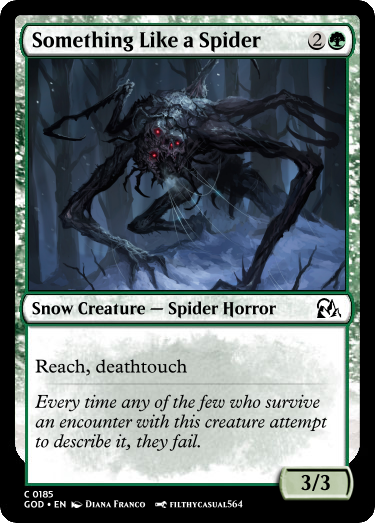 Something Like a Spider 2
Snow Creature — Spider Horror
Reach, deathtouch
Every time any of the few who survive
an encounter with this creature attempt
to describe it, they fail.
3/3
C 0185
GOD • EN Diana Franco filthycasual564